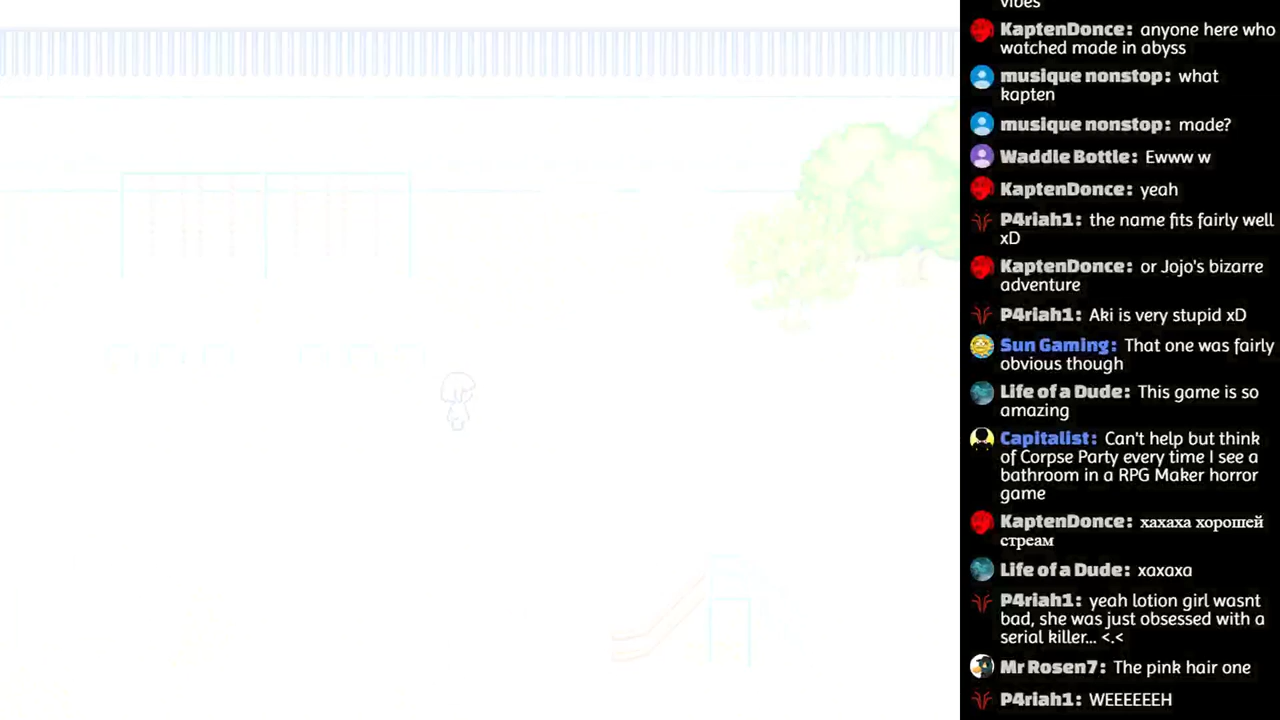 vibes
KaptenDonce: anyone here who
watched made in abyss
musique nonstop: what
kapten
musique nonstop: made?
Waddle Bottle: Ewww w
KaptenDonce: yeah
P4riah1: the name fits fairly well
xD
KaptenDonce: or Jojo's bizarre
adventure
P4riah1: Aki is very stupid xD
Sun Gaming: That one was fairly
obvious though
Life of a Dude: This game is so
amazing
Capitalist: Can't help but think
of Corpse Party every time I see a
bathroom in a RPG Maker horror
game
KaptenDonce: хахаха хорошей
стреам
Life of a Dude: xaxaxa
P4riah1: yeah lotion girl wasnt
bad, she was just obsessed with a
serial killer... <.<
Mr Rosen7: The pink hair one
P4riah1: WEEEEEEH